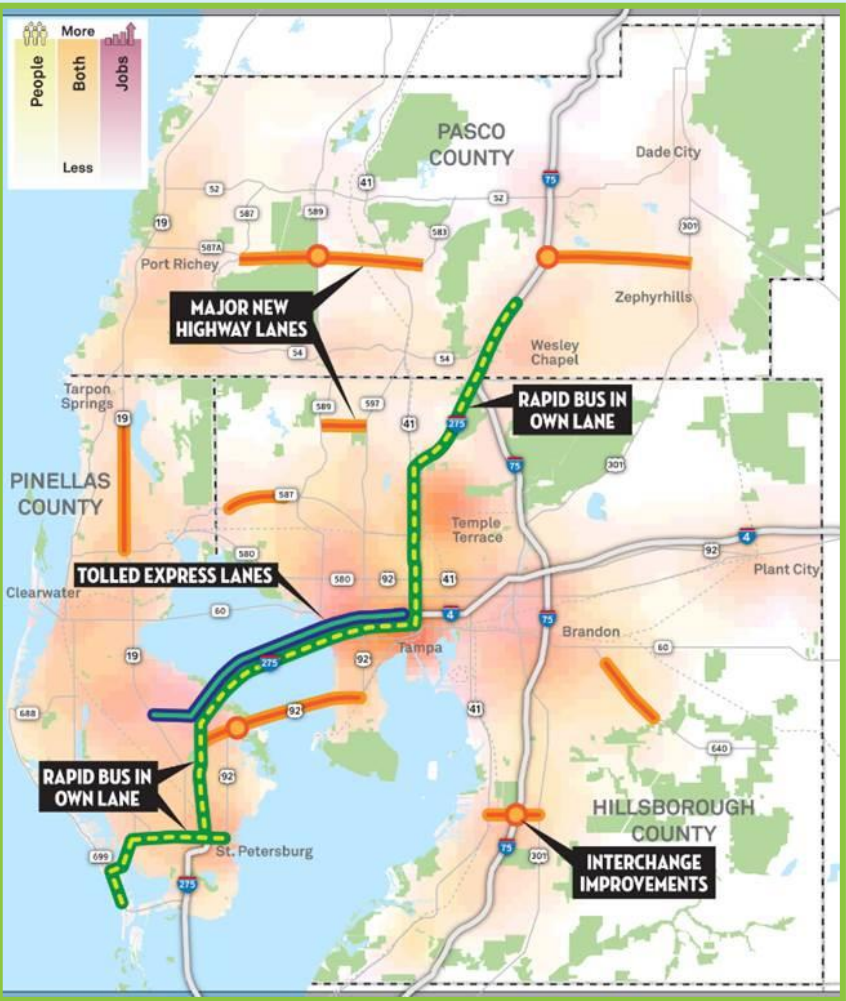 More
People
Both
Jobs
Less
PASCO
COUNTY
Dade City
75
41
52
52
19
587
589
301
583
587A
Port Richey
MAJOR NEW
HIGHWAY LANES
Zephyrhills
54
54
Wesley
Chapel
Tarpon
Springs
19
589
597
41
275
RAPID BUS IN
OWN LANE
75
301
PINELLAS
COUNTY
587
Temple
Terrace
4
92
580
TOLLED EXPRESS LANES
580
92
41
Plant City
Clearwater
60
4
75
Brandon
60
Tampa
19
275
92
688
92
41
640
RAPID BUS IN
OWN LANE
92
HILLSBOROUGH
COUNTY
699
St. Petersburg
75
301
INTERCHANGE
IMPROVEMENTS
275